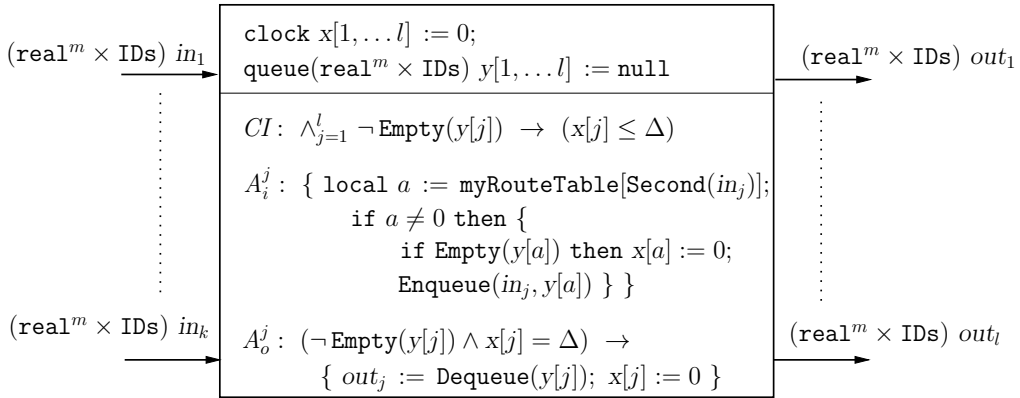 clock x[1, … l] := 0;
(real^m × IDs) in_1
(real^m × IDs) out_1
queue(real^m × IDs) y[1, … l] := null
CI : ∧_{j=1}^{l} ¬ Empty(y[j]) → (x[j] ≤ Δ)
A_i^j : { local a := myRouteTable[Second(in_j)];
if a ≠ 0 then {
if Empty(y[a]) then x[a] := 0;
Enqueue(in_j, y[a]) } }
(real^m × IDs) in_k
(real^m × IDs) out_l
A_o^j : (¬ Empty(y[j]) ∧ x[j] = Δ) →
{ out_j := Dequeue(y[j]); x[j] := 0 }